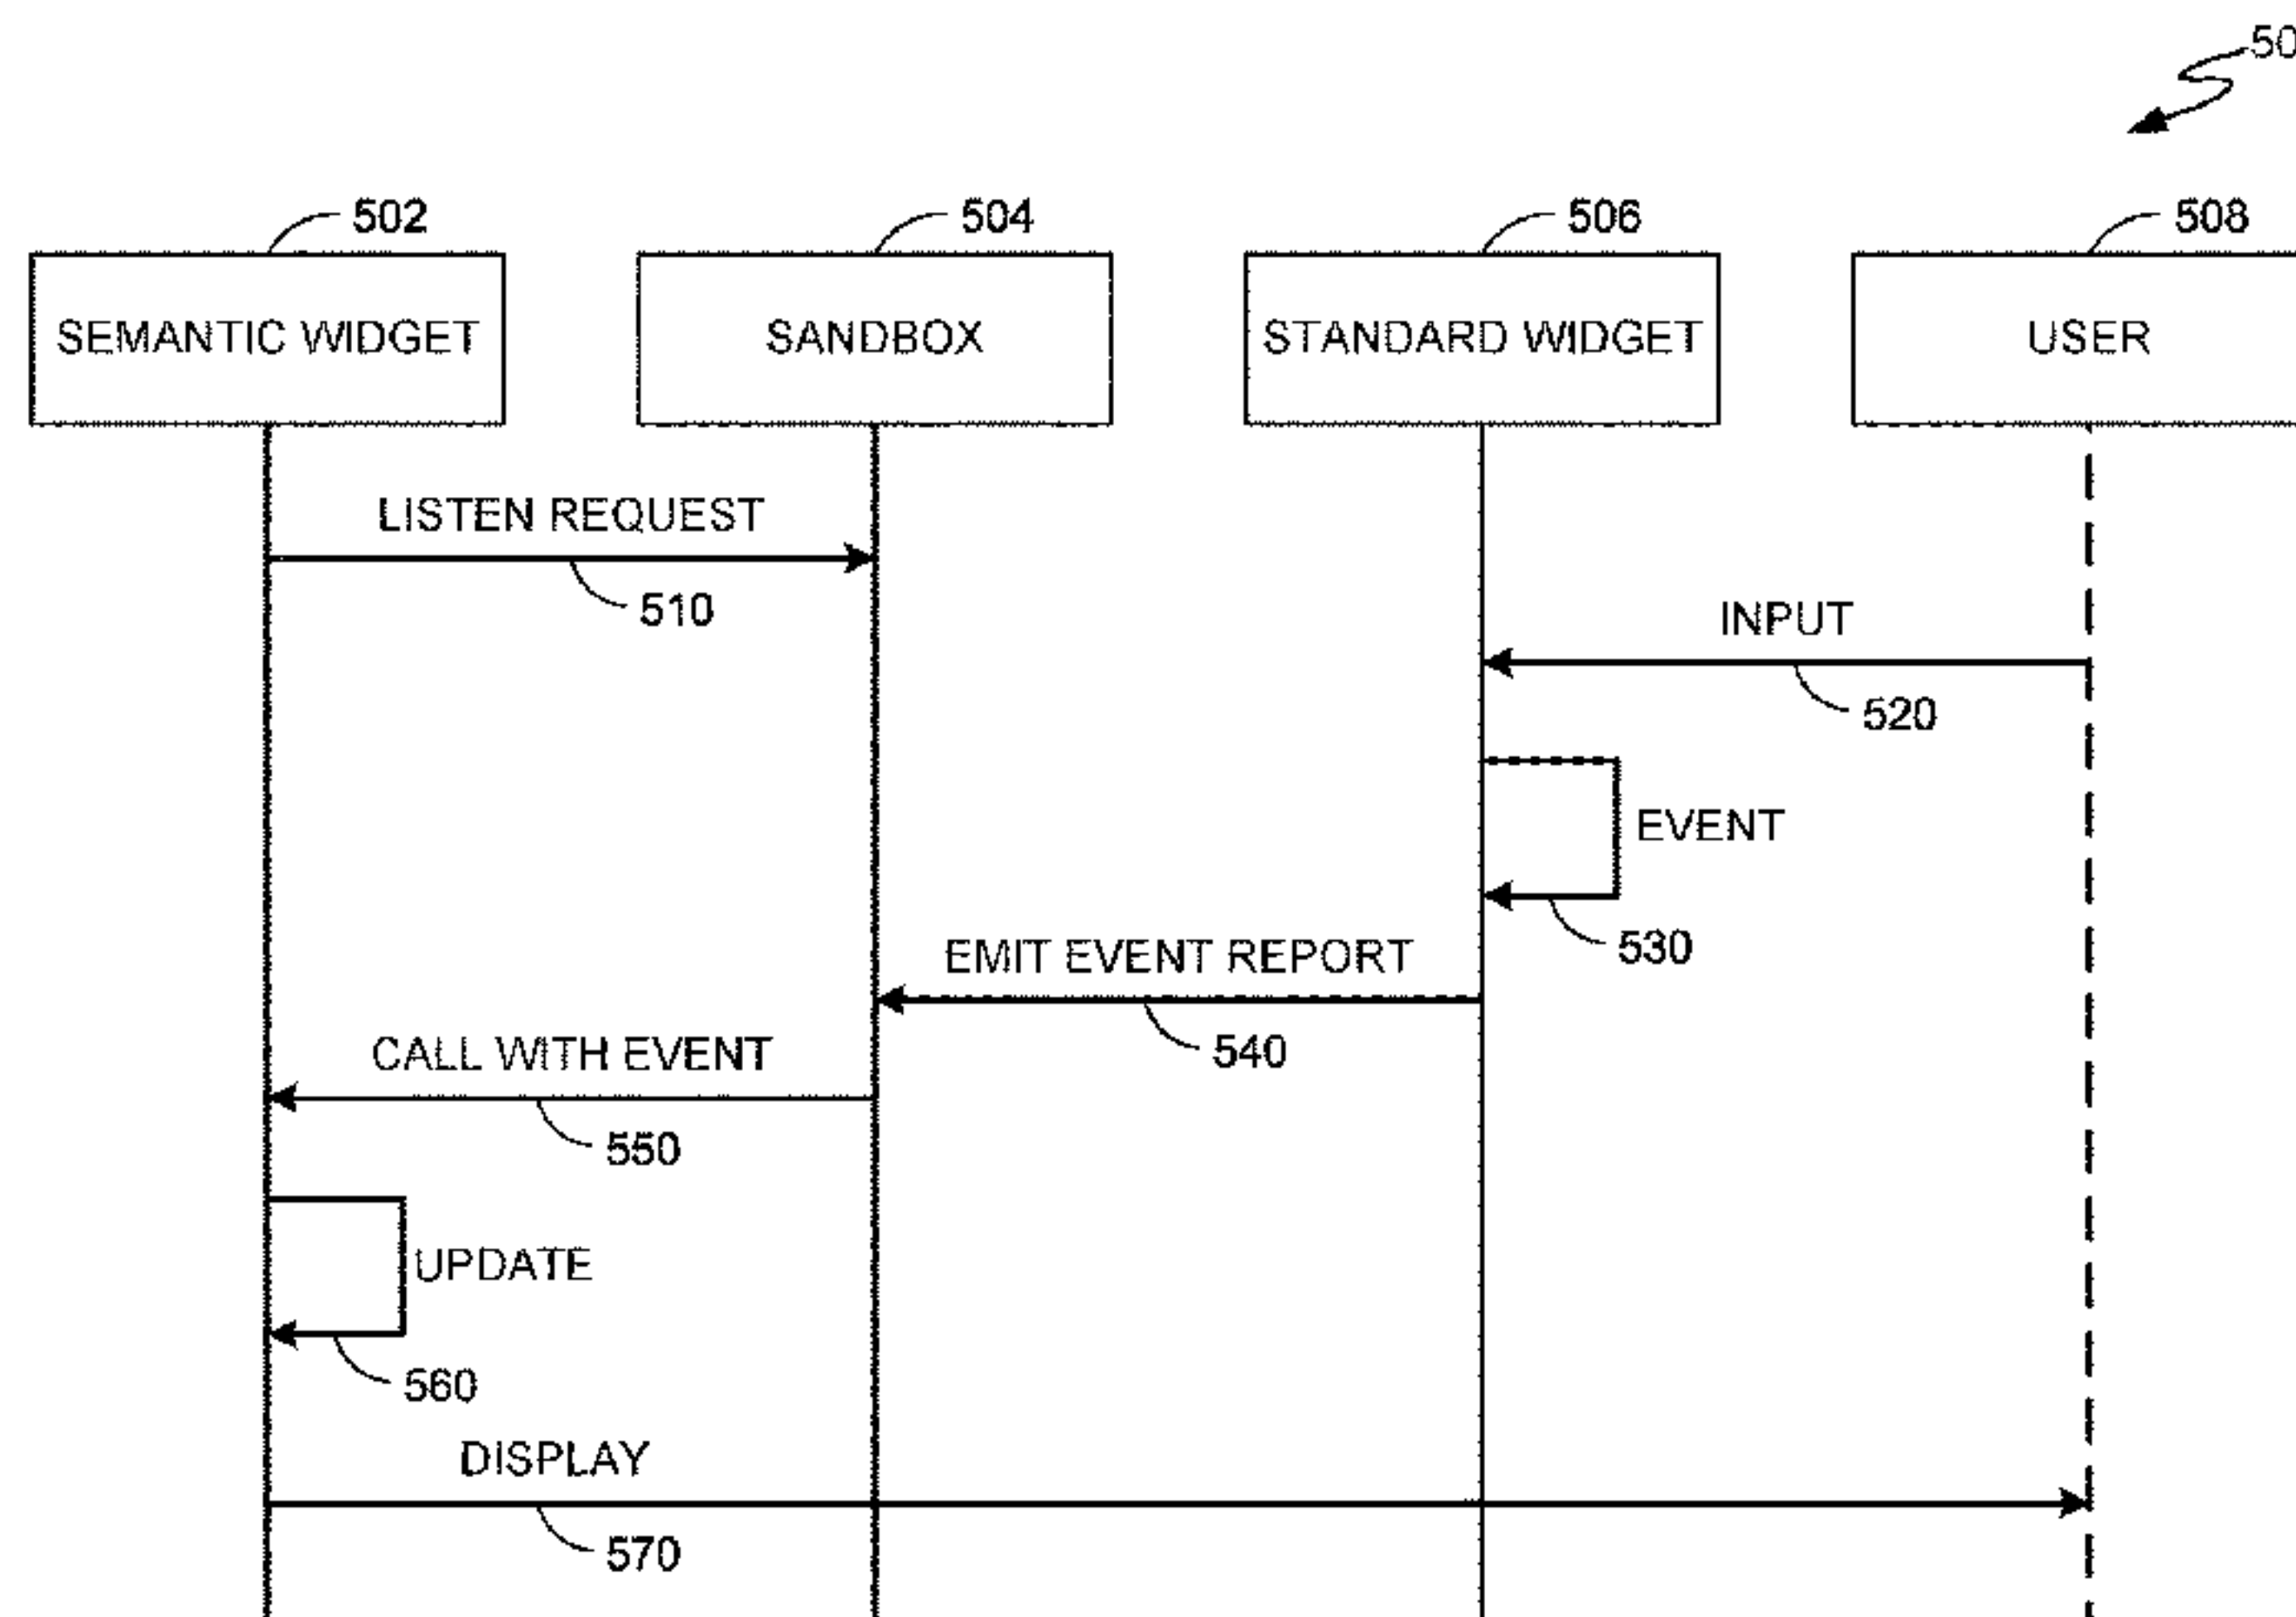 502
504
506
508
SEMANTIC WIDGET
SANDBOX
STANDARD WIDGET
USER
LISTEN REQUEST
510
INPUT
520
EVENT
530
EMIT EVENT REPORT
540
CALL WITH EVENT
550
UPDATE
560
DISPLAY
570